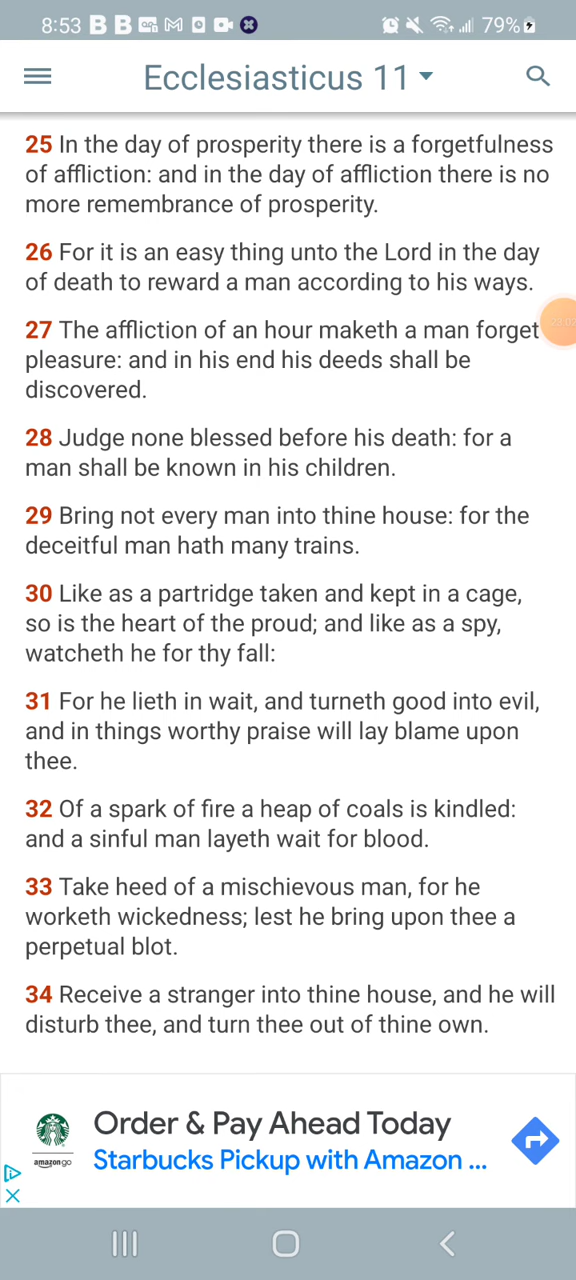 8:53 79%
Ecclesiasticus 11
25 In the day of prosperity there is a forgetfulness
of affliction: and in the day of affliction there is no
more remembrance of prosperity.
26 For it is an easy thing unto the Lord in the day
of death to reward a man according to his ways.
27 The affliction of an hour maketh a man forget
pleasure: and in his end his deeds shall be
discovered.
28 Judge none blessed before his death: for a
man shall be known in his children.
29 Bring not every man into thine house: for the
deceitful man hath many trains.
30 Like as a partridge taken and kept in a cage,
so is the heart of the proud; and like as a spy,
watcheth he for thy fall:
31 For he lieth in wait, and turneth good into evil,
and in things worthy praise will lay blame upon
thee.
32 Of a spark of fire a heap of coals is kindled:
and a sinful man layeth wait for blood.
33 Take heed of a mischievous man, for he
worketh wickedness; lest he bring upon thee a
perpetual blot.
34 Receive a stranger into thine house, and he will
disturb thee, and turn thee out of thine own.
Order & Pay Ahead Today
Starbucks Pickup with Amazon ...
amazon go